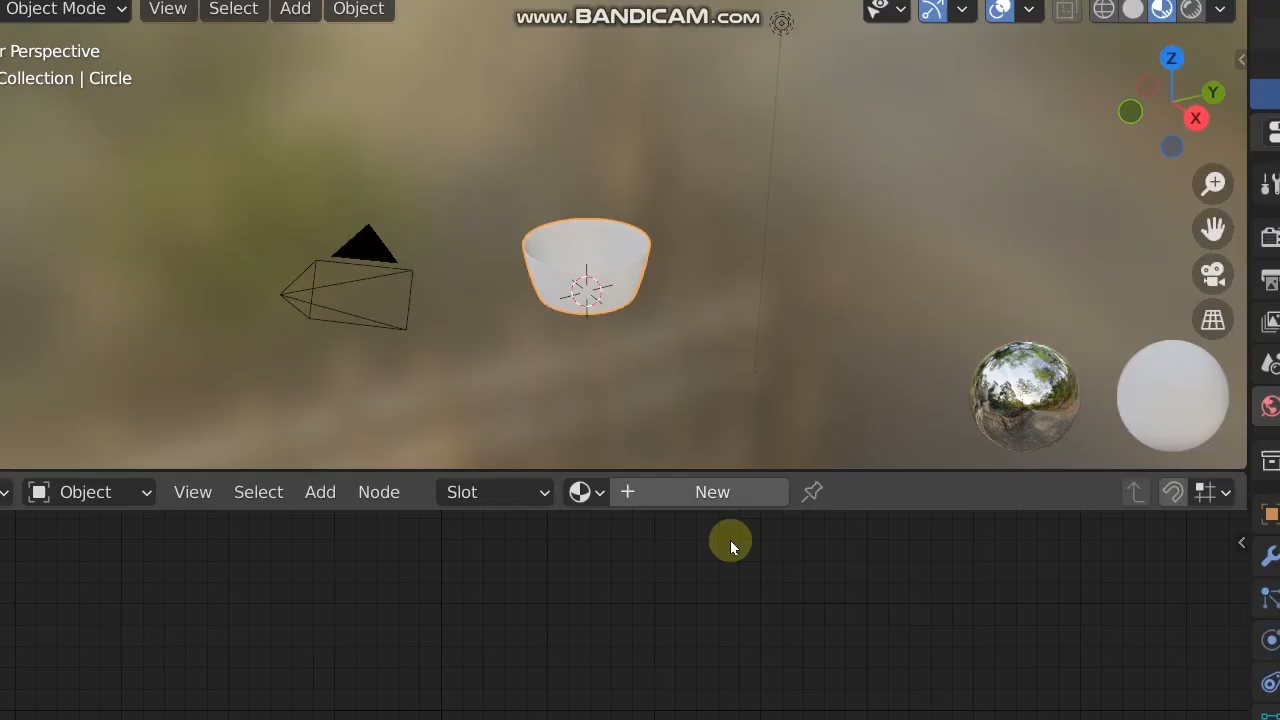 Object Mode View Select Add Object
www.BANDICAM.com
r Perspective
Collection | Circle
Z
Y
X
Object View Select Add Node Slot New